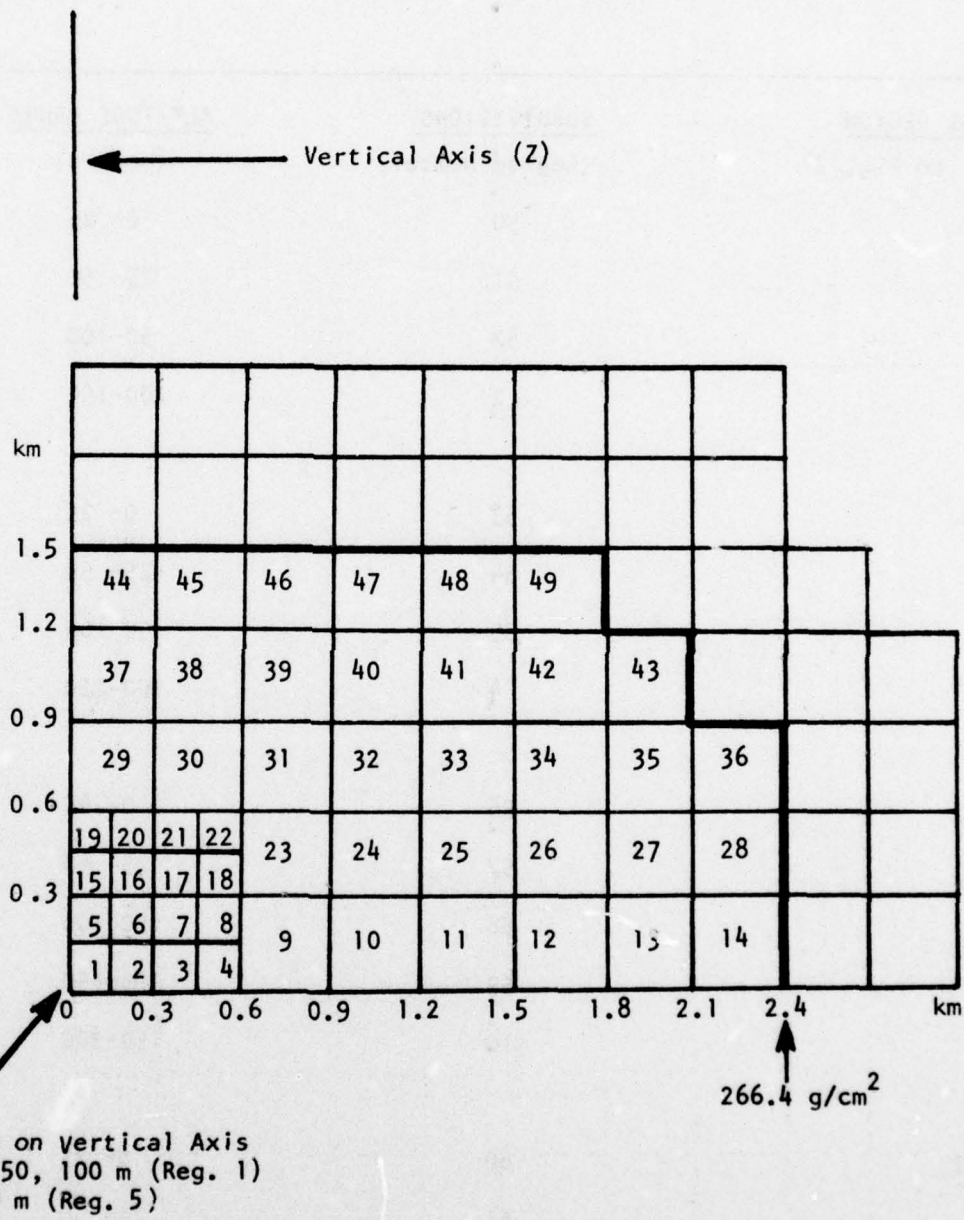 Vertical Axis (Z)
km
1.5
44 45 46 47 48 49
1.2
37 38 39 40 41 42 43
0.9
29 30 31 32 33 34 35 36
0.6
19 20 21 22
23 24 25 26 27 28
15 16 17 18
0.3
5 6 7 8
9 10 11 12 13 14
1 2 3 4
0 0.3 0.6 0.9 1.2 1.5 1.8 2.1 2.4 km
266.4 g/cm²
on Vertical Axis
50, 100 m (Reg. 1)
m (Reg. 5)